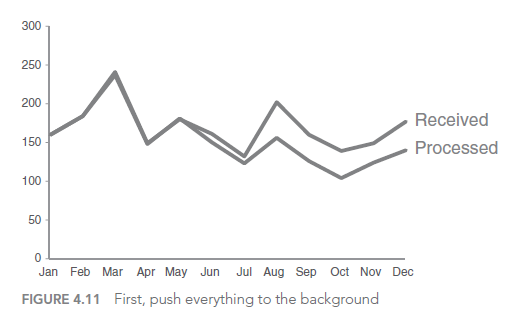 300
250
200
150
100
50
0
Received
Processed
Jan Feb Mar Apr May Jun Jul Aug Sep Oct Nov Dec
FIGURE 4.11 First, push everything to the background